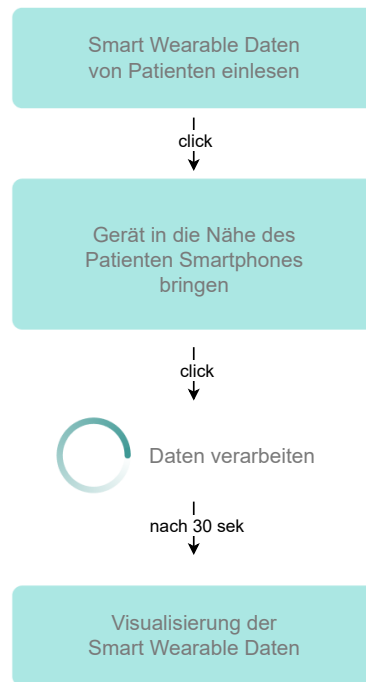 Smart Wearable Daten
von Patienten einlesen
click
Gerät in die Nähe des
Patienten Smartphones
bringen
click
Daten verarbeiten
nach 30 sek
Visualisierung der
Smart Wearable Daten